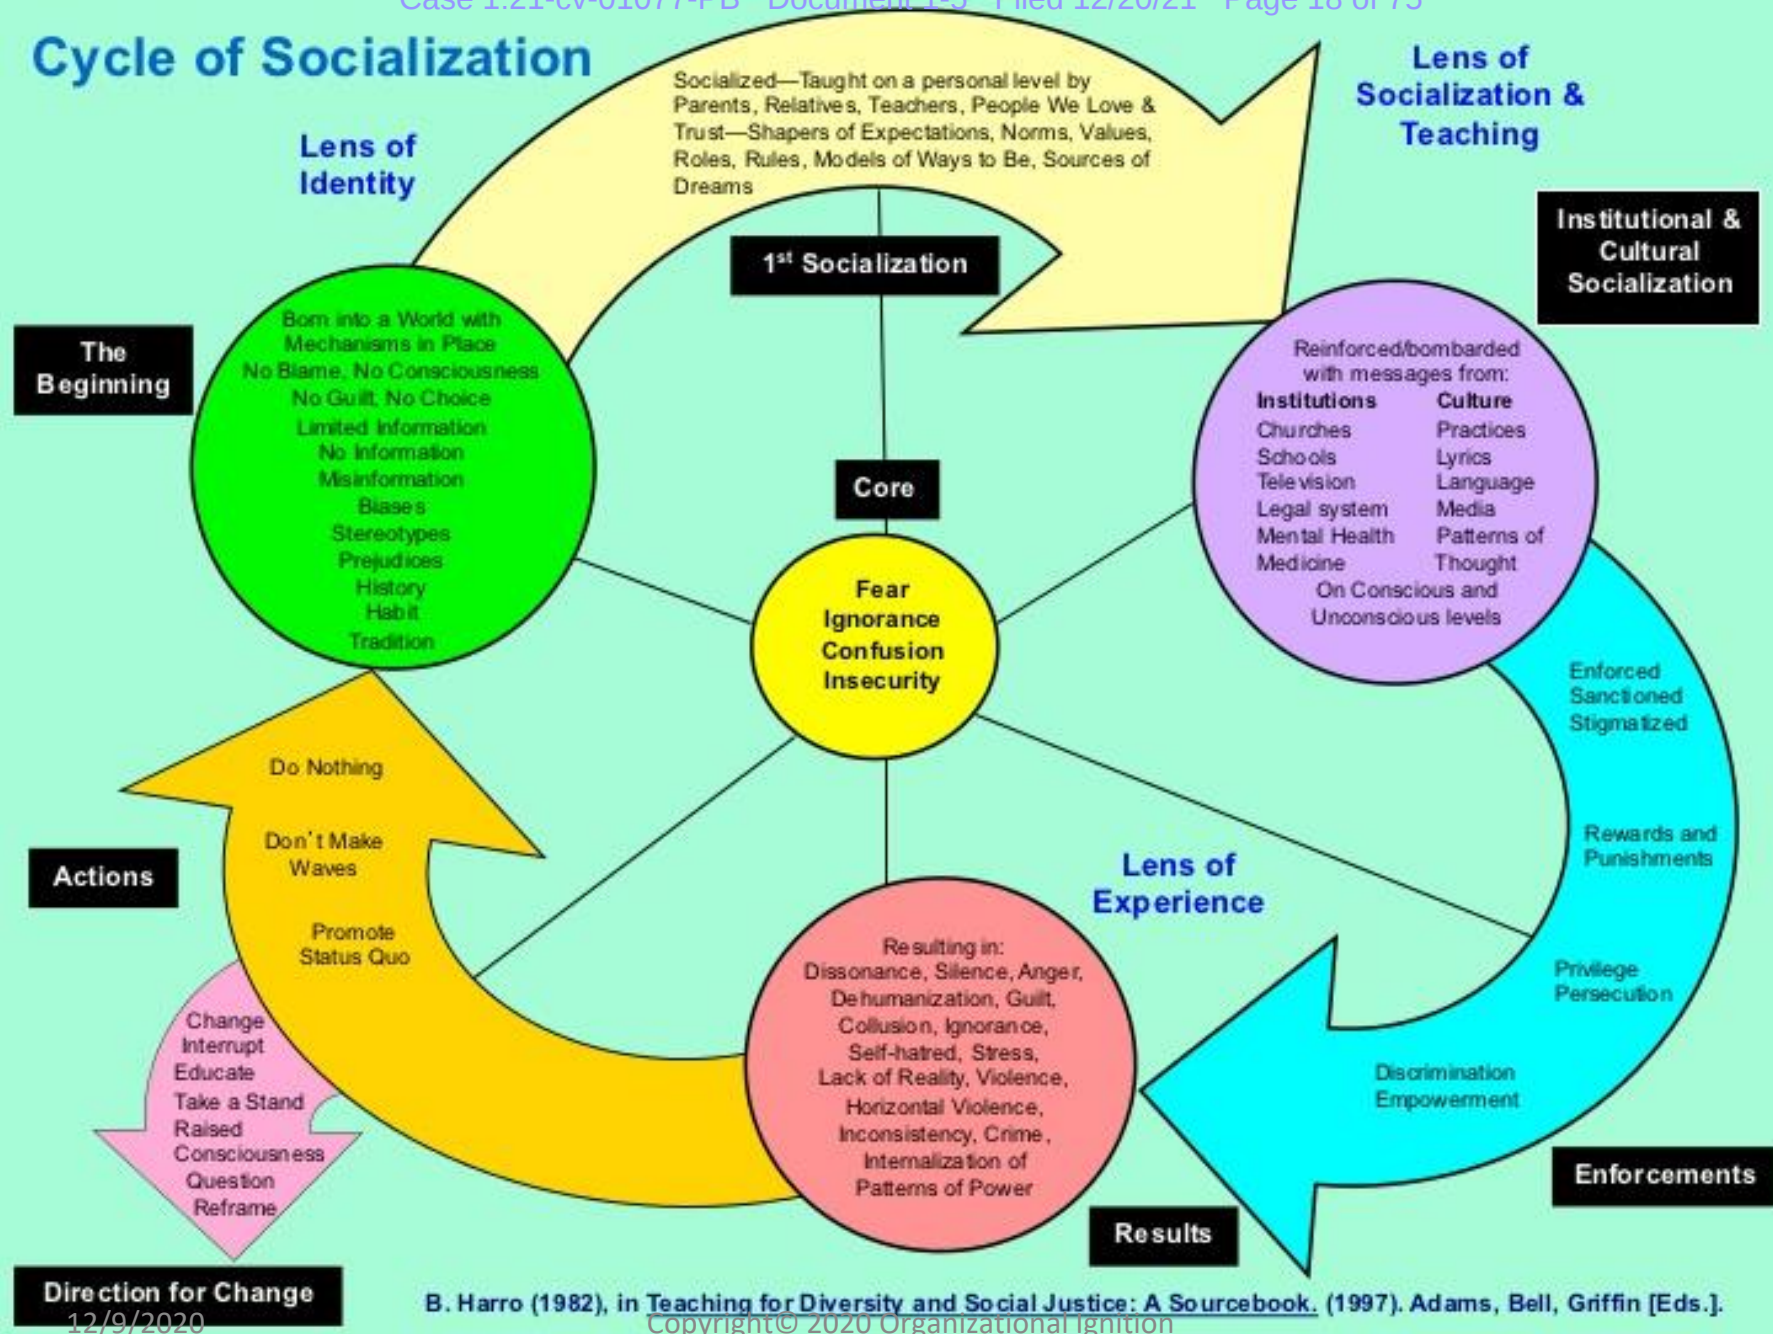 Case 1:21-cv-01077-PB Document 1-5 Filed 12/20/21 Page 18 of 75
Cycle of Socialization
Lens of
Identity
Socialized—Taught on a personal level by
Parents, Relatives, Teachers, People We Love &
Trust—Shapers of Expectations, Norms, Values,
Roles, Rules, Models of Ways to Be, Sources of
Dreams
Lens of
Socialization &
Teaching
1st Socialization
Institutional &
Cultural
Socialization
The
Beginning
Born into a World with
Mechanisms in Place
No Blame, No Consciousness
No Guilt, No Choice
Limited Information
No Information
Misinformation
Biases
Stereotypes
Prejudices
History
Habit
Tradition
Reinforced/bombarded
with messages from:
Institutions Culture
Churches Practices
Schools Lyrics
Television Language
Legal system Media
Mental Health Patterns of
Medicine Thought
On Conscious and
Unconscious levels
Core
Fear
Ignorance
Confusion
Insecurity
Enforced
Sanctioned
Stigmatized
Rewards and
Punishments
Privilege
Persecution
Discrimination
Empowerment
Enforcements
Lens of
Experience
Resulting in:
Dissonance, Silence, Anger,
Dehumanization, Guilt,
Collusion, Ignorance,
Self-hatred, Stress,
Lack of Reality, Violence,
Horizontal Violence,
Inconsistency, Crime,
Internalization of
Patterns of Power
Results
Do Nothing
Don't Make
Waves
Promote
Status Quo
Actions
Change
Interrupt
Educate
Take a Stand
Raised
Consciousness
Question
Reframe
Direction for Change
B. Harro (1982), in Teaching for Diversity and Social Justice: A Sourcebook. (1997). Adams, Bell, Griffin [Eds.].
12/9/2020
Copyright© 2020 Organizational Ignition